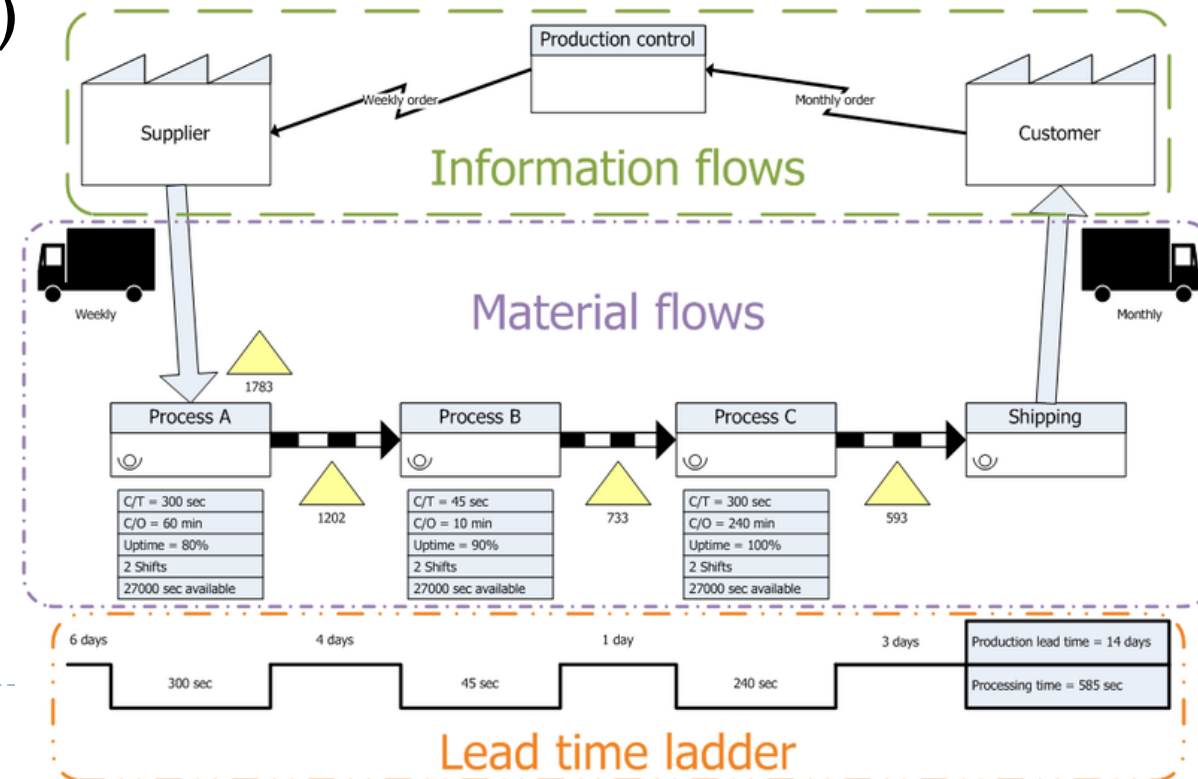 )
Production control
Weekly order
Monthly order
Supplier
Customer
Information flows
Weekly
Material flows
Monthly
1783
Process A
Process B
Process C
Shipping
1202
733
593
C/T = 300 sec
C/O = 60 min
Uptime = 80%
2 Shifts
27000 sec available
C/T = 45 sec
C/O = 10 min
Uptime = 90%
2 Shifts
27000 sec available
C/T = 300 sec
C/O = 240 min
Uptime = 100%
2 Shifts
27000 sec available
6 days
4 days
1 day
3 days
Production lead time = 14 days
300 sec
45 sec
240 sec
Processing time = 585 sec
Lead time ladder